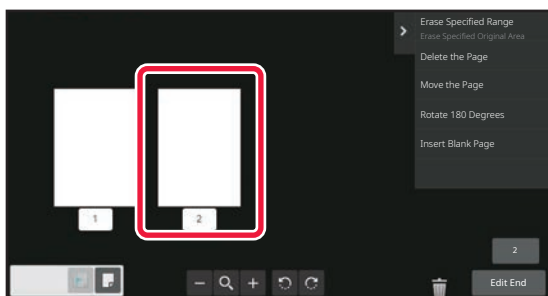 Erase Specified Range
Erase Specified Original Area
Delete the Page
Move the Page
Rotate 180 Degrees
Insert Blank Page
1
2
2
Edit End